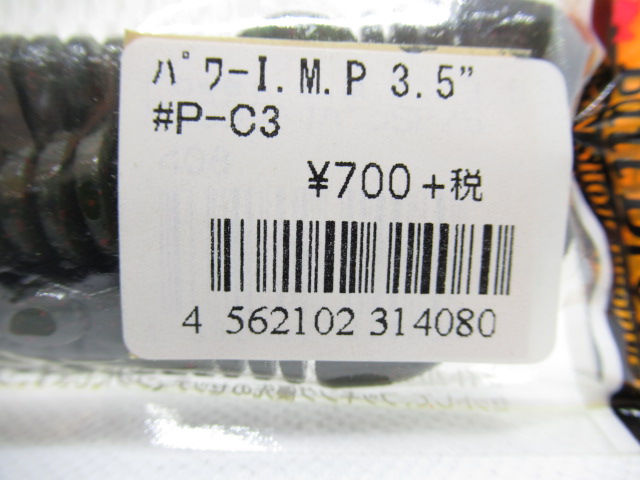 ﾊﾟﾜｰI.M.P 3.5"
#P-C3
¥700+税
4 562102 314080